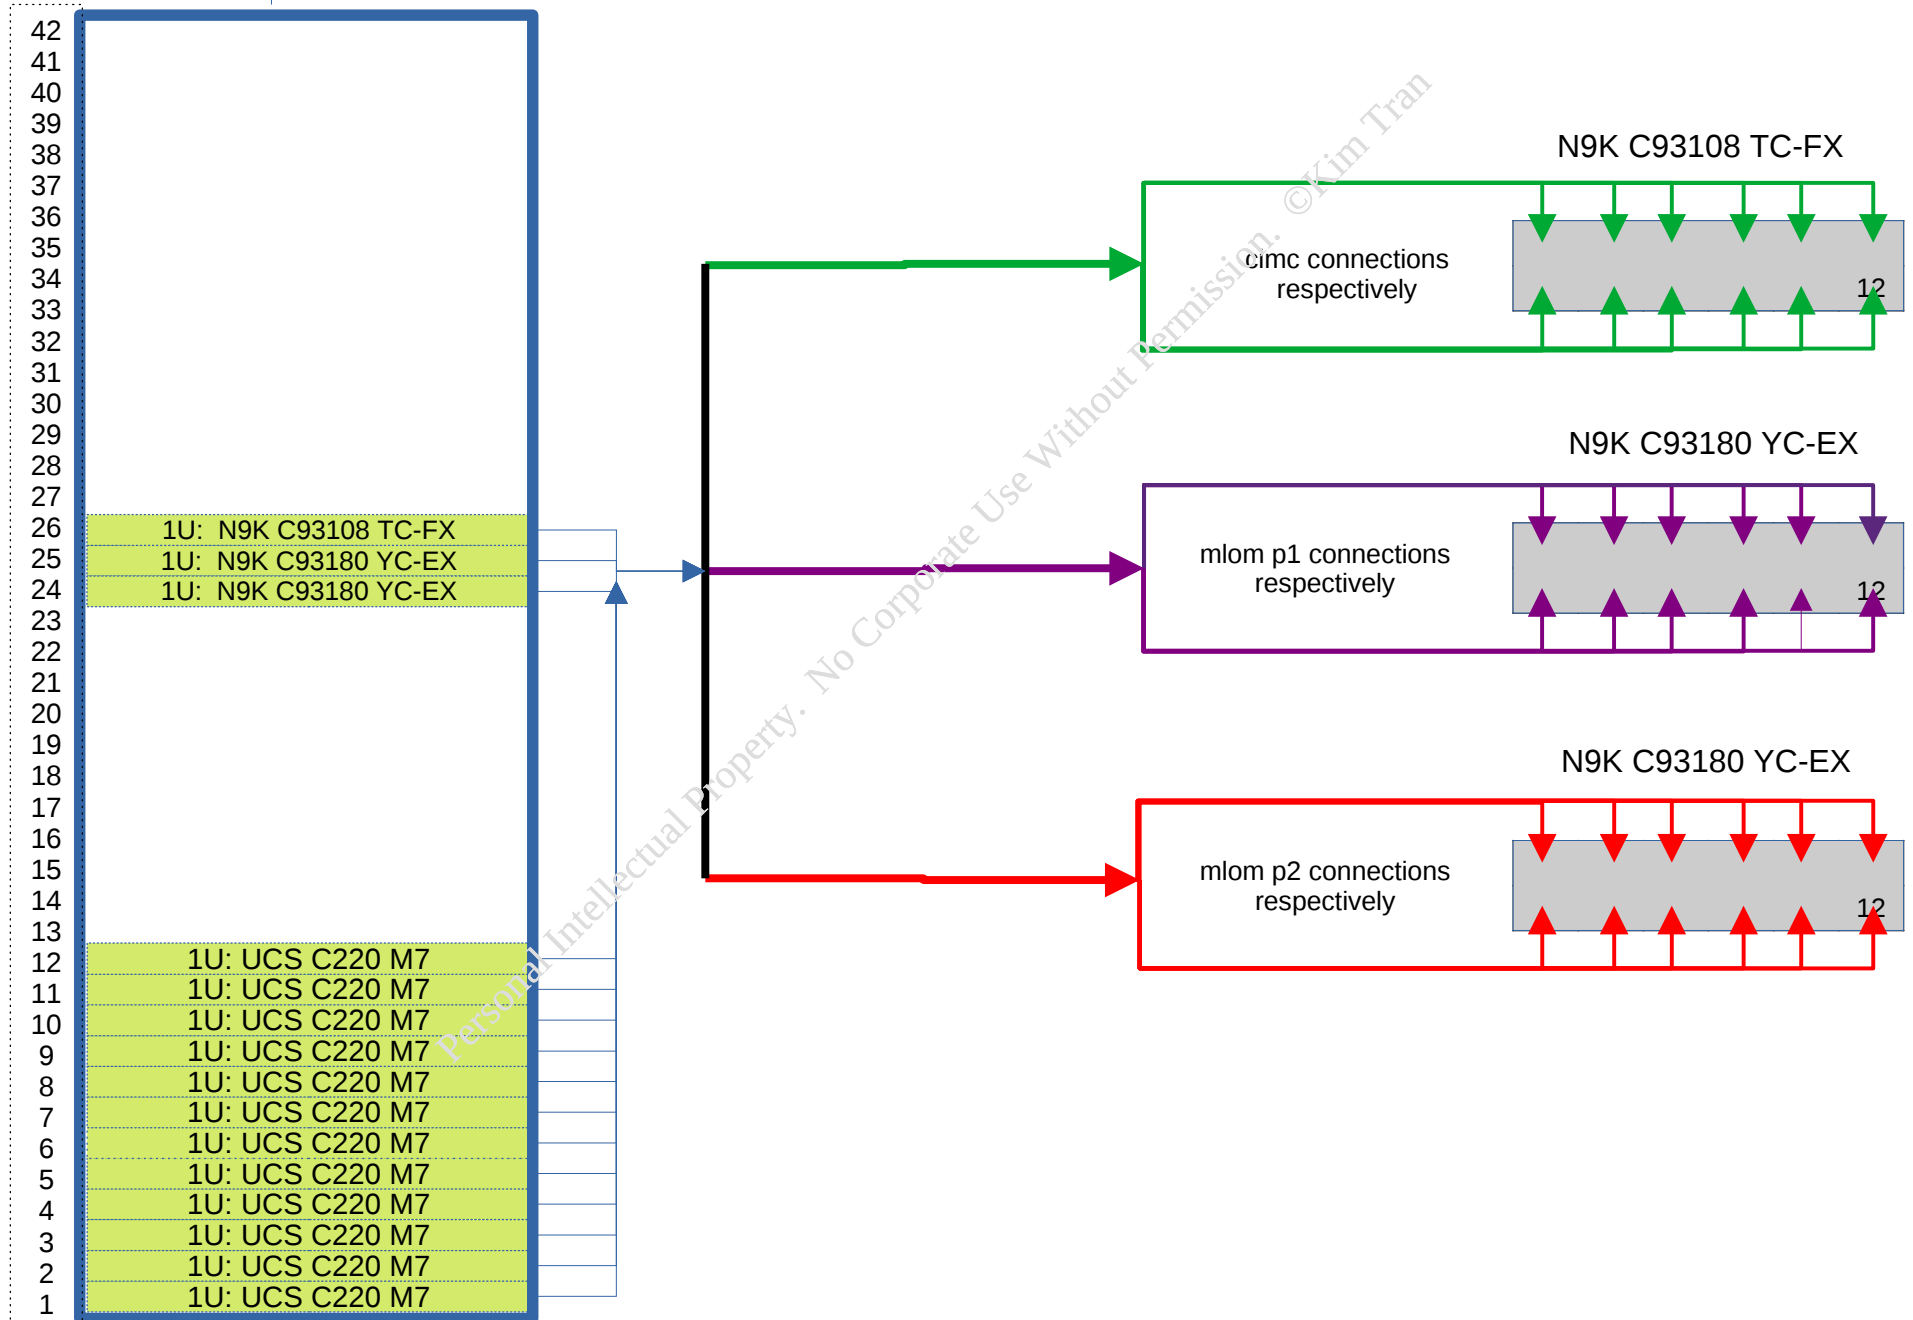 42
41
40
39
38
37
36
35
34
33
32
31
30
29
28
27
26
25
24
23
22
21
20
19
18
17
16
15
14
13
12
11
10
9
8
7
6
5
4
3
2
1
1U:  N9K C93108 TC-FX
1U:  N9K C93180 YC-EX
1U:  N9K C93180 YC-EX
1U: UCS C220 M7
1U: UCS C220 M7
1U: UCS C220 M7
1U: UCS C220 M7
1U: UCS C220 M7
1U: UCS C220 M7
1U: UCS C220 M7
1U: UCS C220 M7
1U: UCS C220 M7
1U: UCS C220 M7
1U: UCS C220 M7
1U: UCS C220 M7
N9K C93108 TC-FX
cimc connections
respectively
12
N9K C93180 YC-EX
mlom p1 connections
respectively
12
N9K C93180 YC-EX
mlom p2 connections
respectively
12
Personal Intellectual Property.  No Corporate Use Without Permission.  ©Kim Tran